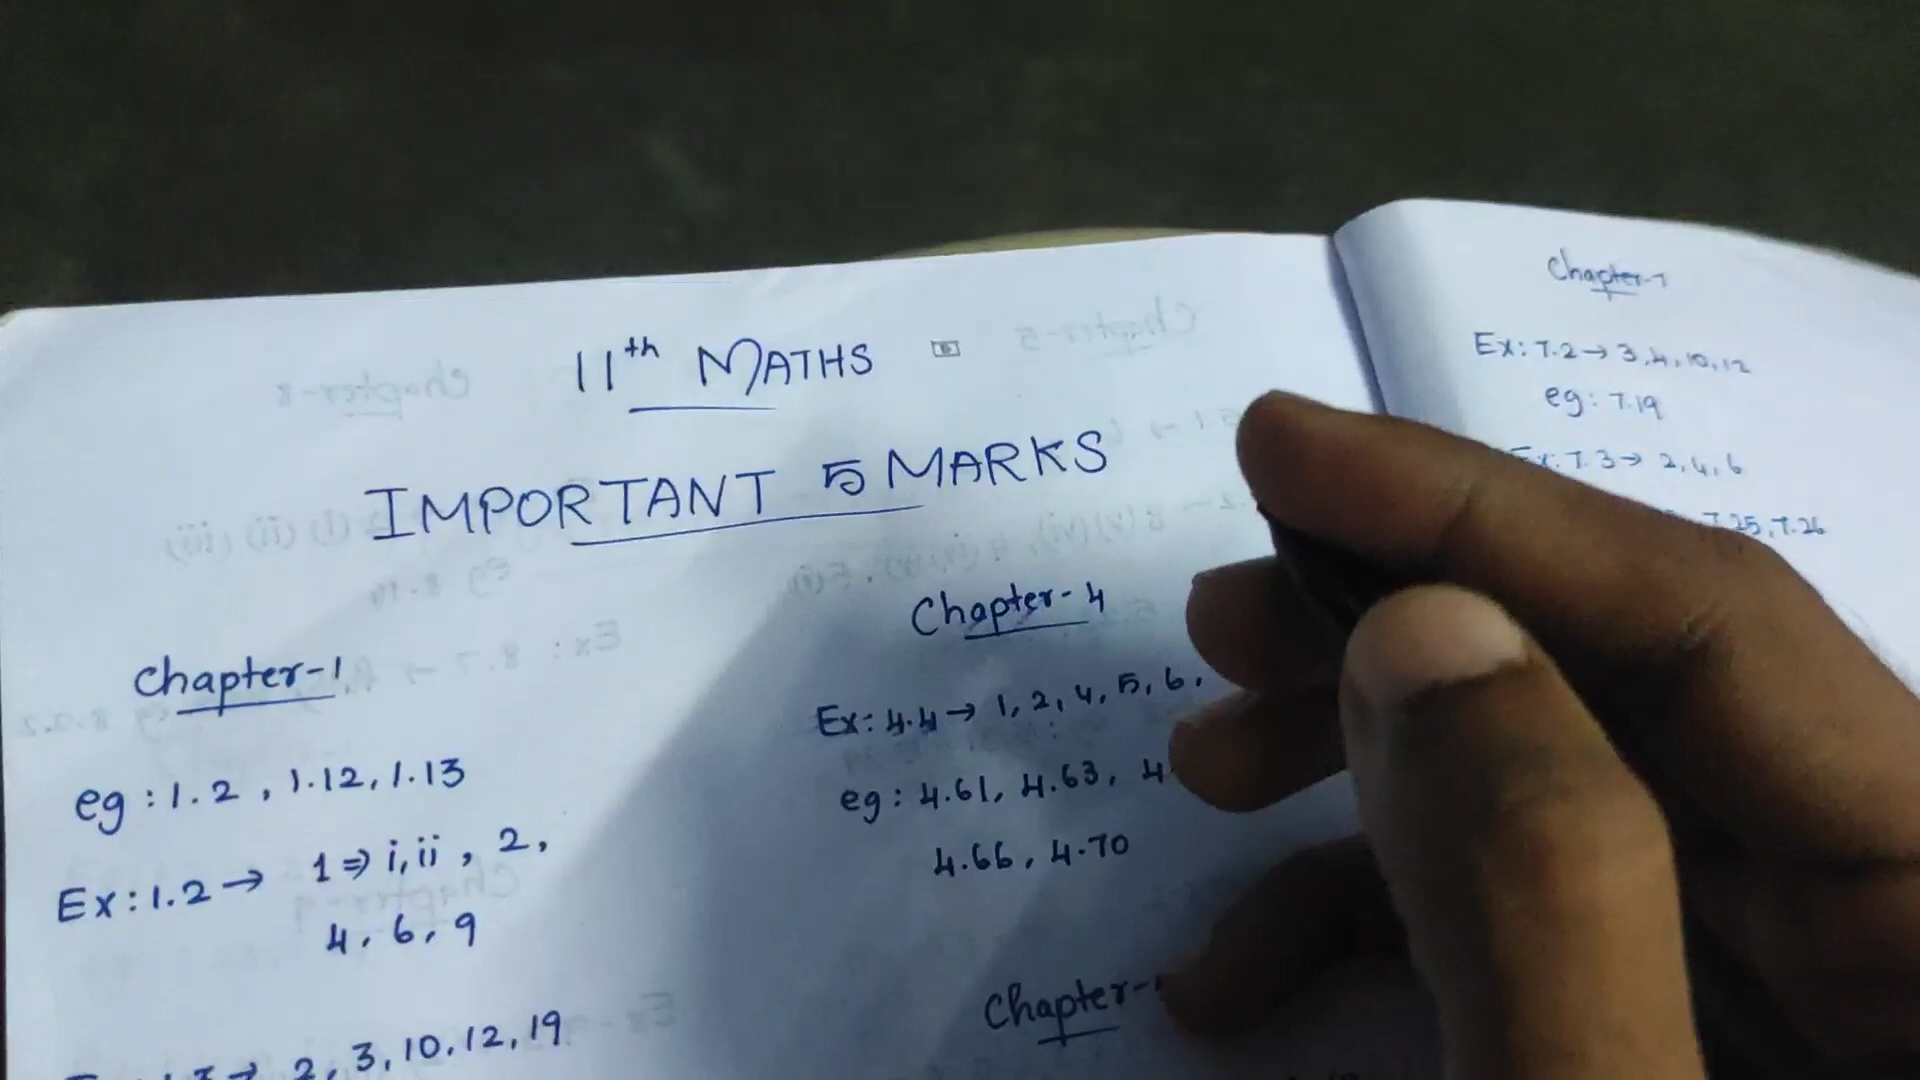 11th MATHS
IMPORTANT 5 MARKS
Chapter-1
eg : 1.2 , 1.12, 1.13
Ex : 1.2 → 1 ⇒ i, ii , 2,
4, 6, 9
2, 3, 10, 12, 19
Chapter-4
Ex: 4.4 → 1, 2, 4, 5, 6,
eg : 4.61, 4.63,
4.66, 4.70
Chapter-
Chapter-7
Ex: 7.2 → 3, 4, 10, 12
eg : 7.19
Ex: 7.3 → 2, 4, 6
7.25, 7.26